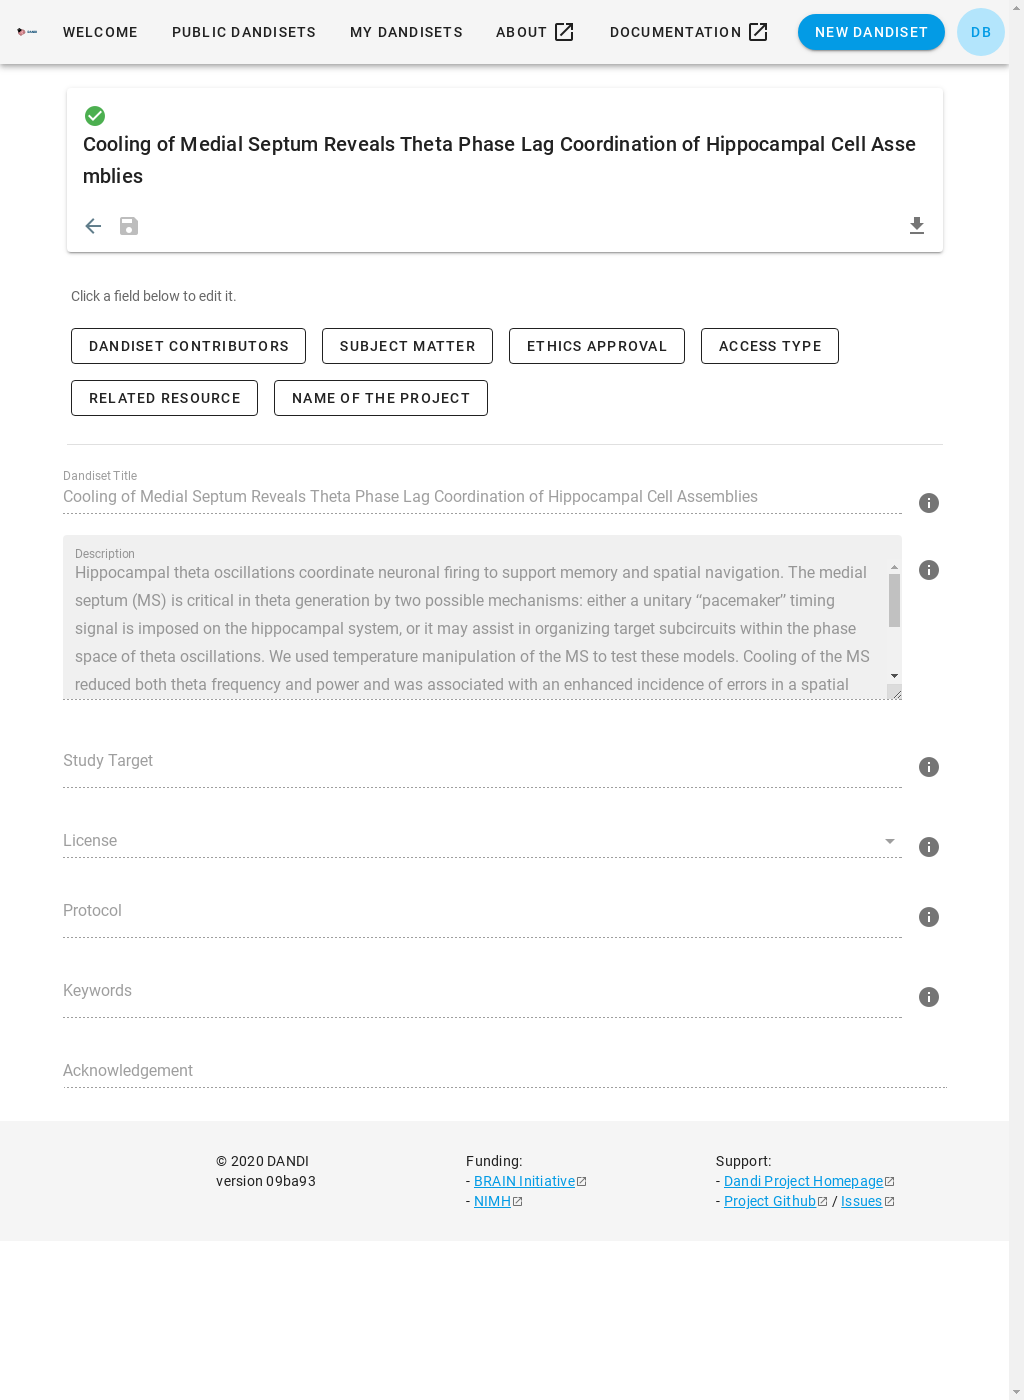 WELCOME PUBLIC DANDISETS MY DANDISETS ABOUT DOCUMENTATION NEW DANDISET DB
Cooling of Medial Septum Reveals Theta Phase Lag Coordination of Hippocampal Cell Asse
mblies
Click a field below to edit it.
DANDISET CONTRIBUTORS SUBJECT MATTER ETHICS APPROVAL ACCESS TYPE
RELATED RESOURCE NAME OF THE PROJECT
Dandiset Title
Cooling of Medial Septum Reveals Theta Phase Lag Coordination of Hippocampal Cell Assemblies
Description
Hippocampal theta oscillations coordinate neuronal firing to support memory and spatial navigation. The medial
septum (MS) is critical in theta generation by two possible mechanisms: either a unitary “pacemaker” timing
signal is imposed on the hippocampal system, or it may assist in organizing target subcircuits within the phase
space of theta oscillations. We used temperature manipulation of the MS to test these models. Cooling of the MS
reduced both theta frequency and power and was associated with an enhanced incidence of errors in a spatial
Study Target
License
Protocol
Keywords
Acknowledgement
© 2020 DANDI
version 09ba93
Funding:
- BRAIN Initiative
- NIMH
Support:
- Dandi Project Homepage
- Project Github / Issues